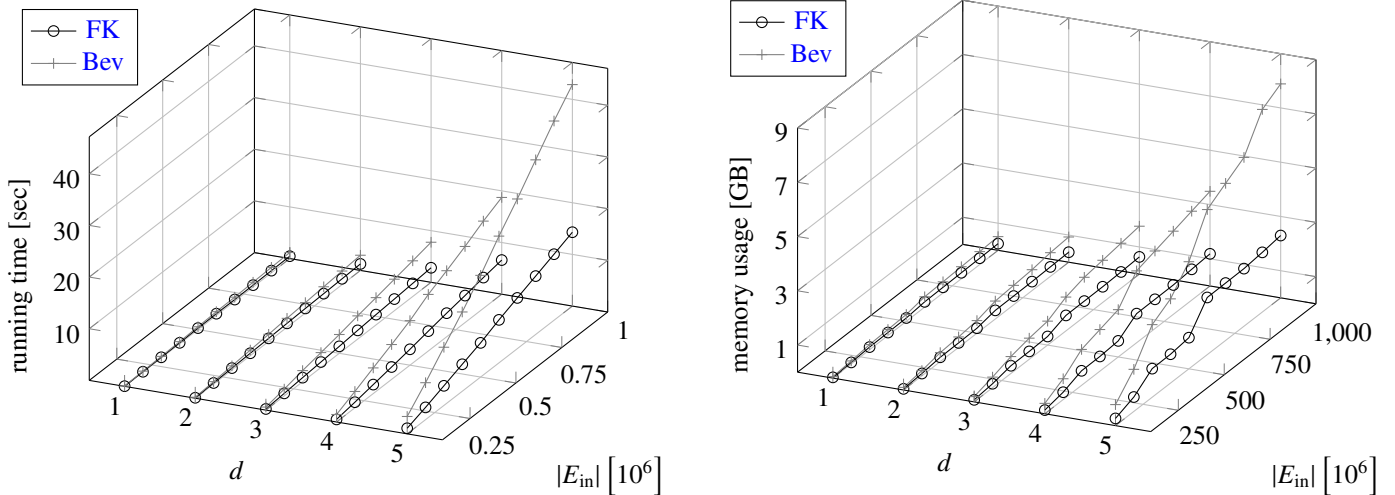 FK
Bev
running time [sec]
40
30
20
10
1
2
3
4
5
d
0.25
0.5
0.75
1
|E_in| [10^6]
FK
Bev
memory usage [GB]
9
7
5
3
1
1
2
3
4
5
d
250
500
750
1,000
|E_in| [10^6]